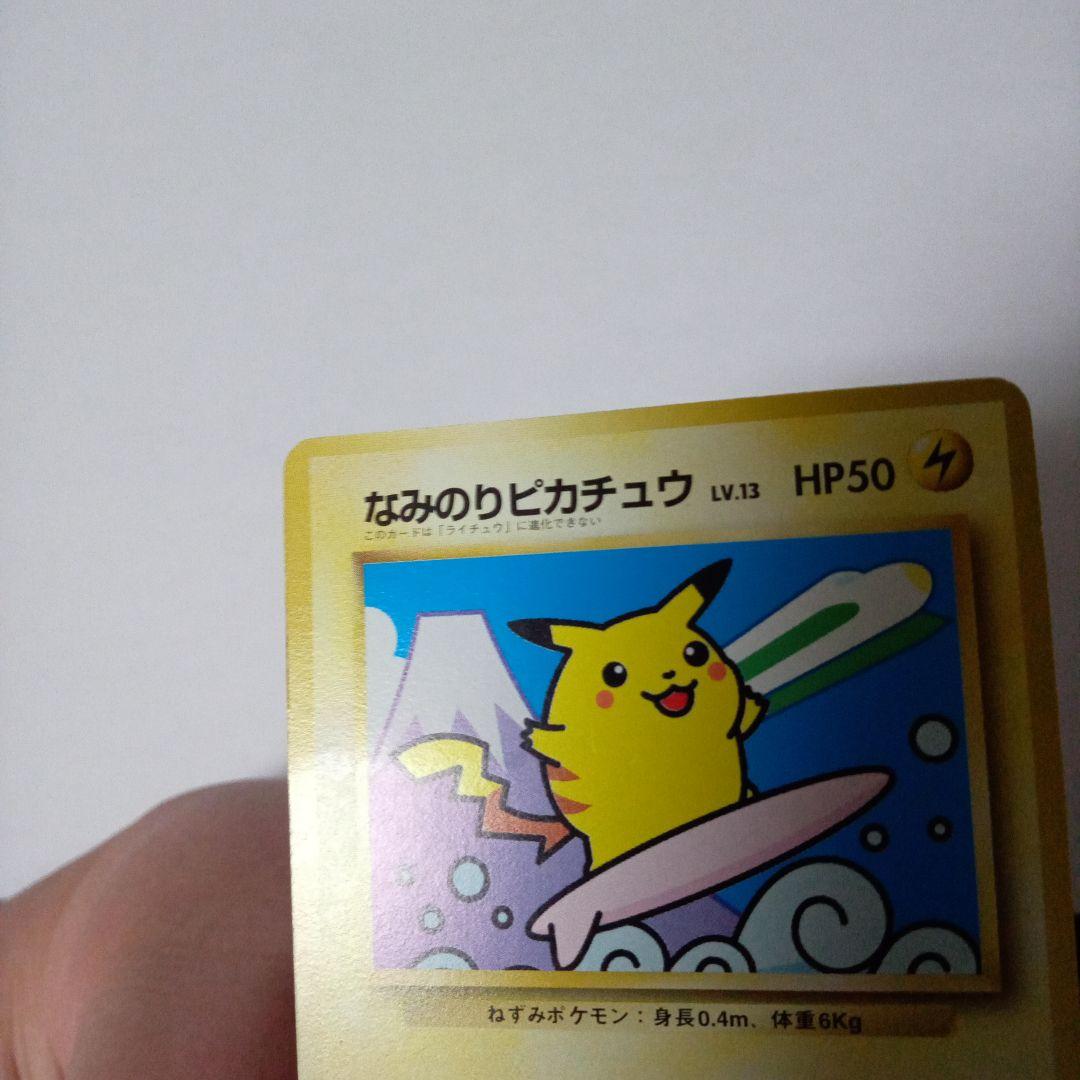 なみのりピカチュウ LV.13 HP50
このカードは「ライチュウ」に進化できない
ねずみポケモン：身長0.4m、体重6Kg